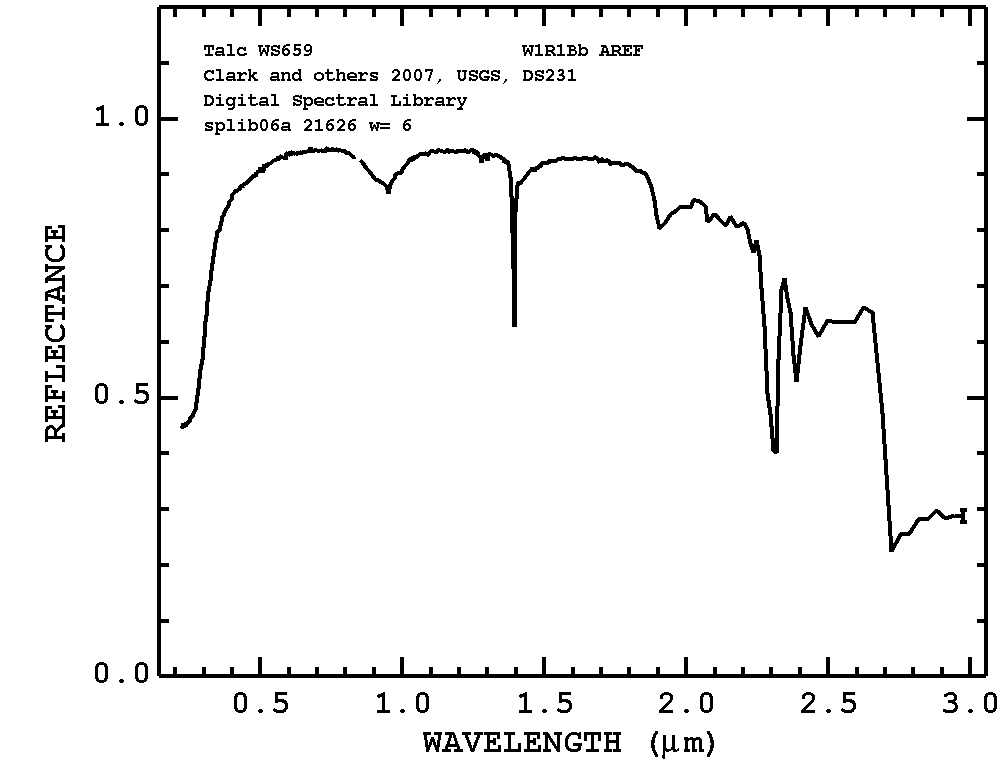 Talc WS659 W1R1Bb AREF
Clark and others 2007, USGS, DS231
Digital Spectral Library
splib06a 21626 w= 6
1.0
0.5
0.0
REFLECTANCE
0.5 1.0 1.5 2.0 2.5 3.0
WAVELENGTH (μm)